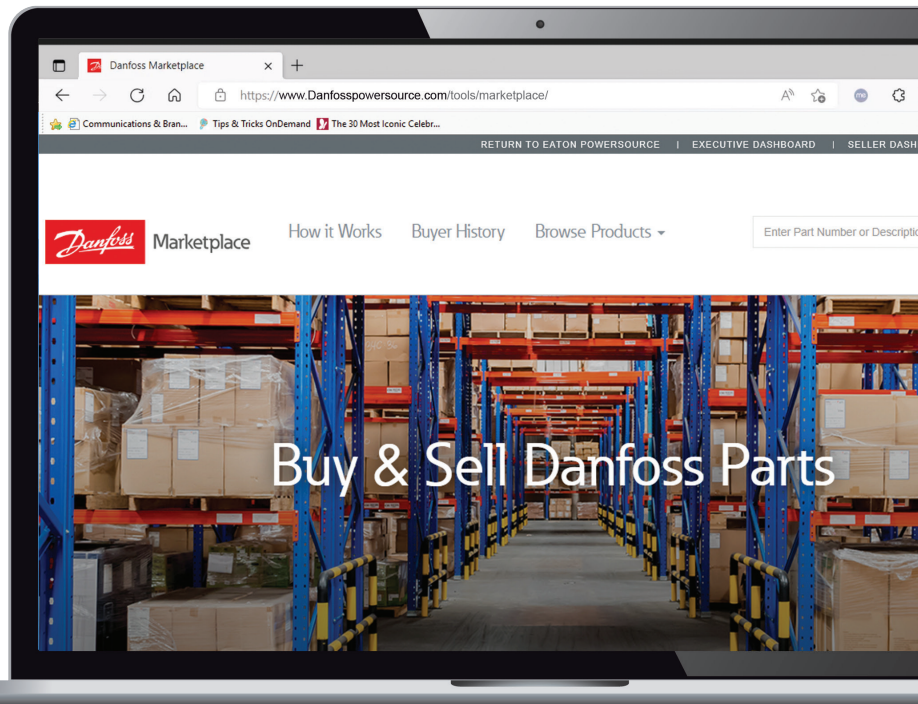 Danfoss Marketplace
https://www.Danfosspowersource.com/tools/marketplace/
Communications & Bran... Tips & Tricks OnDemand The 30 Most Iconic Celebr...
RETURN TO EATON POWERSOURCE | EXECUTIVE DASHBOARD | SELLER DASH
Danfoss Marketplace How it Works Buyer History Browse Products Enter Part Number or Descriptio
Buy & Sell Danfoss Parts